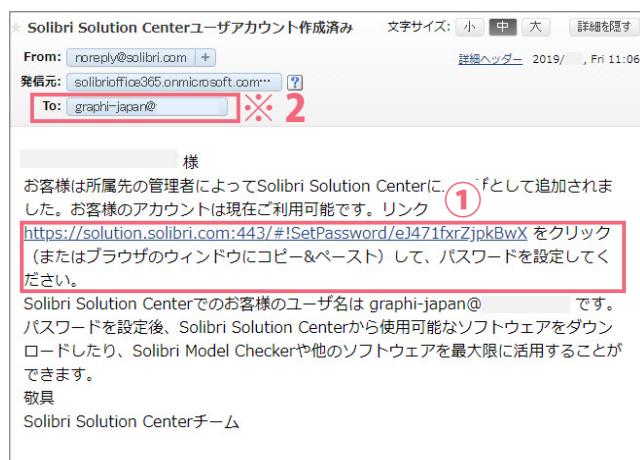 Solibri Solution Centerユーザアカウント作成済み 文字サイズ: 小 中 大 詳細を隠す
From: noreply@solibri.com + 詳細ヘッダー 2019/ , Fri 11:06
発信元: solibrioffice365.onmicrosoft.com… ?
To: graphi-japan@ ※ 2
様
お客様は所属先の管理者によってSolibri Solution Centerに ザとして追加されま
した。お客様のアカウントは現在ご利用可能です。リンク ①
https://solution.solibri.com:443/#!SetPassword/eJ471fxrZjpkBwX をクリック
(またはブラウザのウィンドウにコピー&ペースト)して、パスワードを設定してく
ださい。
Solibri Solution Centerでのお客様のユーザ名は graphi-japan@ です。
パスワードを設定後、Solibri Solution Centerから使用可能なソフトウェアをダウン
ロードしたり、Solibri Model Checkerや他のソフトウェアを最大限に活用することが
できます。
敬具
Solibri Solution Centerチーム